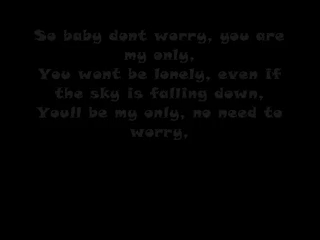 So baby dont worry, you are
my only,
You wont be lonely, even if
the sky is falling down,
Youll be my only, no need to
worry,